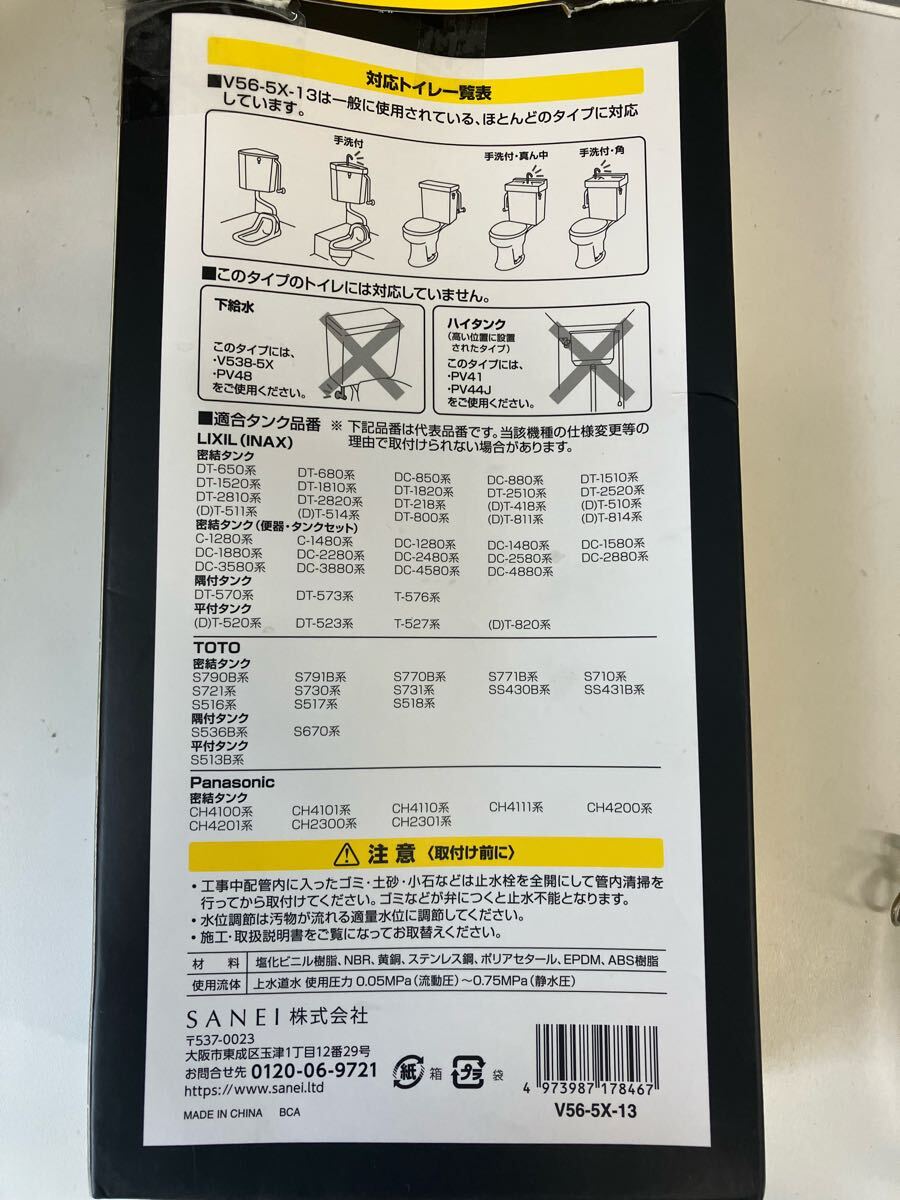 対応トイレ一覧表
■V56-5X-13は一般に使用されている、ほとんどのタイプに対応
しています。
手洗付
手洗付・真ん中
手洗付・角
■このタイプのトイレには対応していません。
下給水
このタイプには、
・V538-5X
・PV48
をご使用ください。
ハイタンク
(高い位置に設置
されたタイプ)
このタイプには、
・PV41
・PV44J
をご使用ください。
■適合タンク品番 ※ 下記品番は代表品番です。当該機種の仕様変更等の
理由で取付けられない場合があります。
LIXIL(INAX)
密結タンク
DT-650系 DT-680系 DC-850系 DC-880系 DT-1510系
DT-1520系 DT-1810系 DT-1820系 DT-2510系 DT-2520系
DT-2810系 DT-2820系 DT-218系 (D)T-418系 (D)T-510系
(D)T-511系 (D)T-514系 DT-800系 (D)T-811系 (D)T-814系
密結タンク(便器・タンクセット)
C-1280系 C-1480系 DC-1280系 DC-1480系 DC-1580系
DC-1880系 DC-2280系 DC-2480系 DC-2580系 DC-2880系
DC-3580系 DC-3880系 DC-4580系 DC-4880系
隅付タンク
DT-570系 DT-573系 T-576系
平付タンク
(D)T-520系 DT-523系 T-527系 (D)T-820系
TOTO
密結タンク
S790B系 S791B系 S770B系 S771B系 S710系
S721系 S730系 S731系 SS430B系 SS431B系
S516系 S517系 S518系
隅付タンク
S536B系 S670系
平付タンク
S513B系
Panasonic
密結タンク
CH4100系 CH4101系 CH4110系 CH4111系 CH4200系
CH4201系 CH2300系 CH2301系
注意〈取付け前に〉
・工事中配管内に入ったゴミ・土砂・小石などは止水栓を全開にして管内清掃を
行ってから取付けてください。ゴミなどが弁につくと止水不能となります。
・水位調節は汚物が流れる適量水位に調節してください。
・施工・取扱説明書をご覧になってお取替えください。
材 料 塩化ビニル樹脂、NBR、黄銅、ステンレス鋼、ポリアセタール、EPDM、ABS樹脂
使用流体 上水道水 使用圧力 0.05MPa(流動圧)～0.75MPa(静水圧)
SANEI 株式会社
〒537-0023
大阪市東成区玉津1丁目12番29号
お問合せ先 0120-06-9721
https://www.sanei.ltd
紙 箱 プラ 袋
4 973987 178467
V56-5X-13
MADE IN CHINA BCA